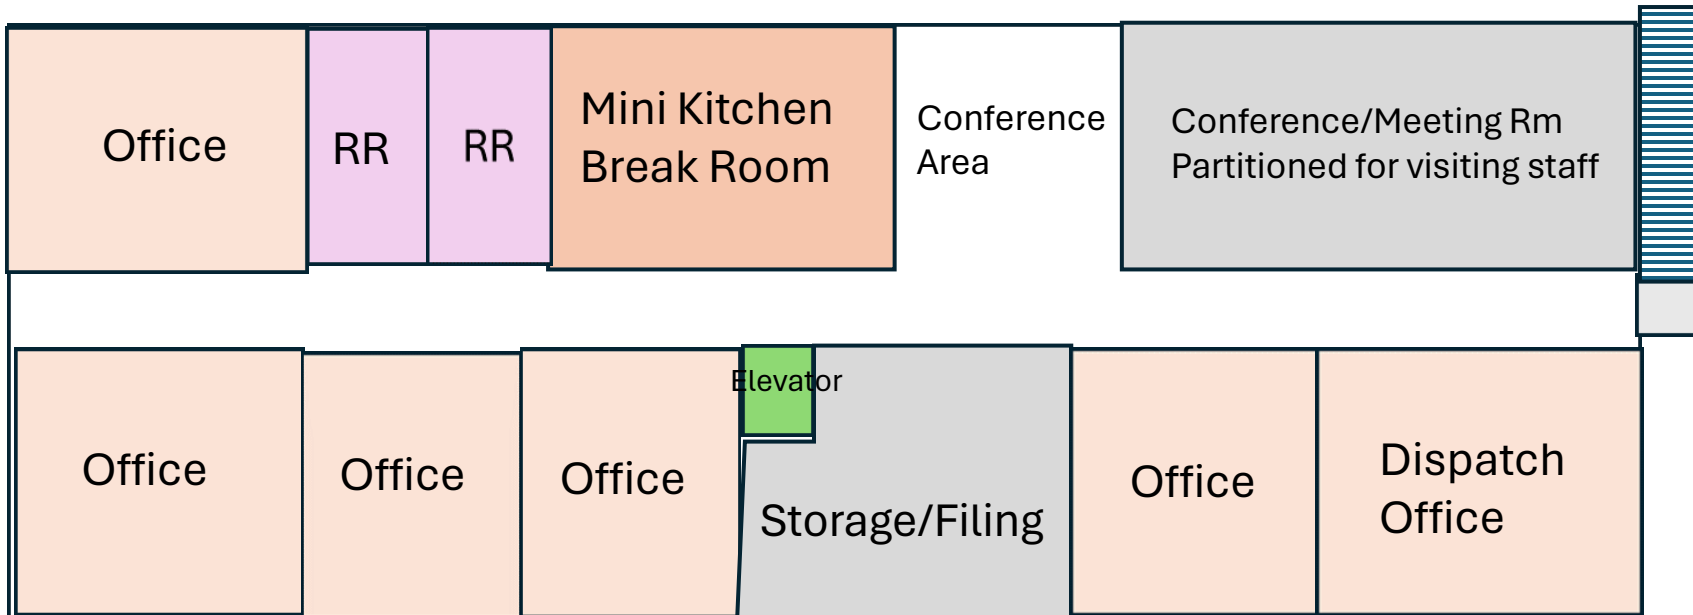 Office
RR
RR
Mini Kitchen
Break Room
Conference
Area
Conference/Meeting Rm
Partitioned for visiting staff
Office
Office
Office
Elevator
Storage/Filing
Office
Dispatch
Office